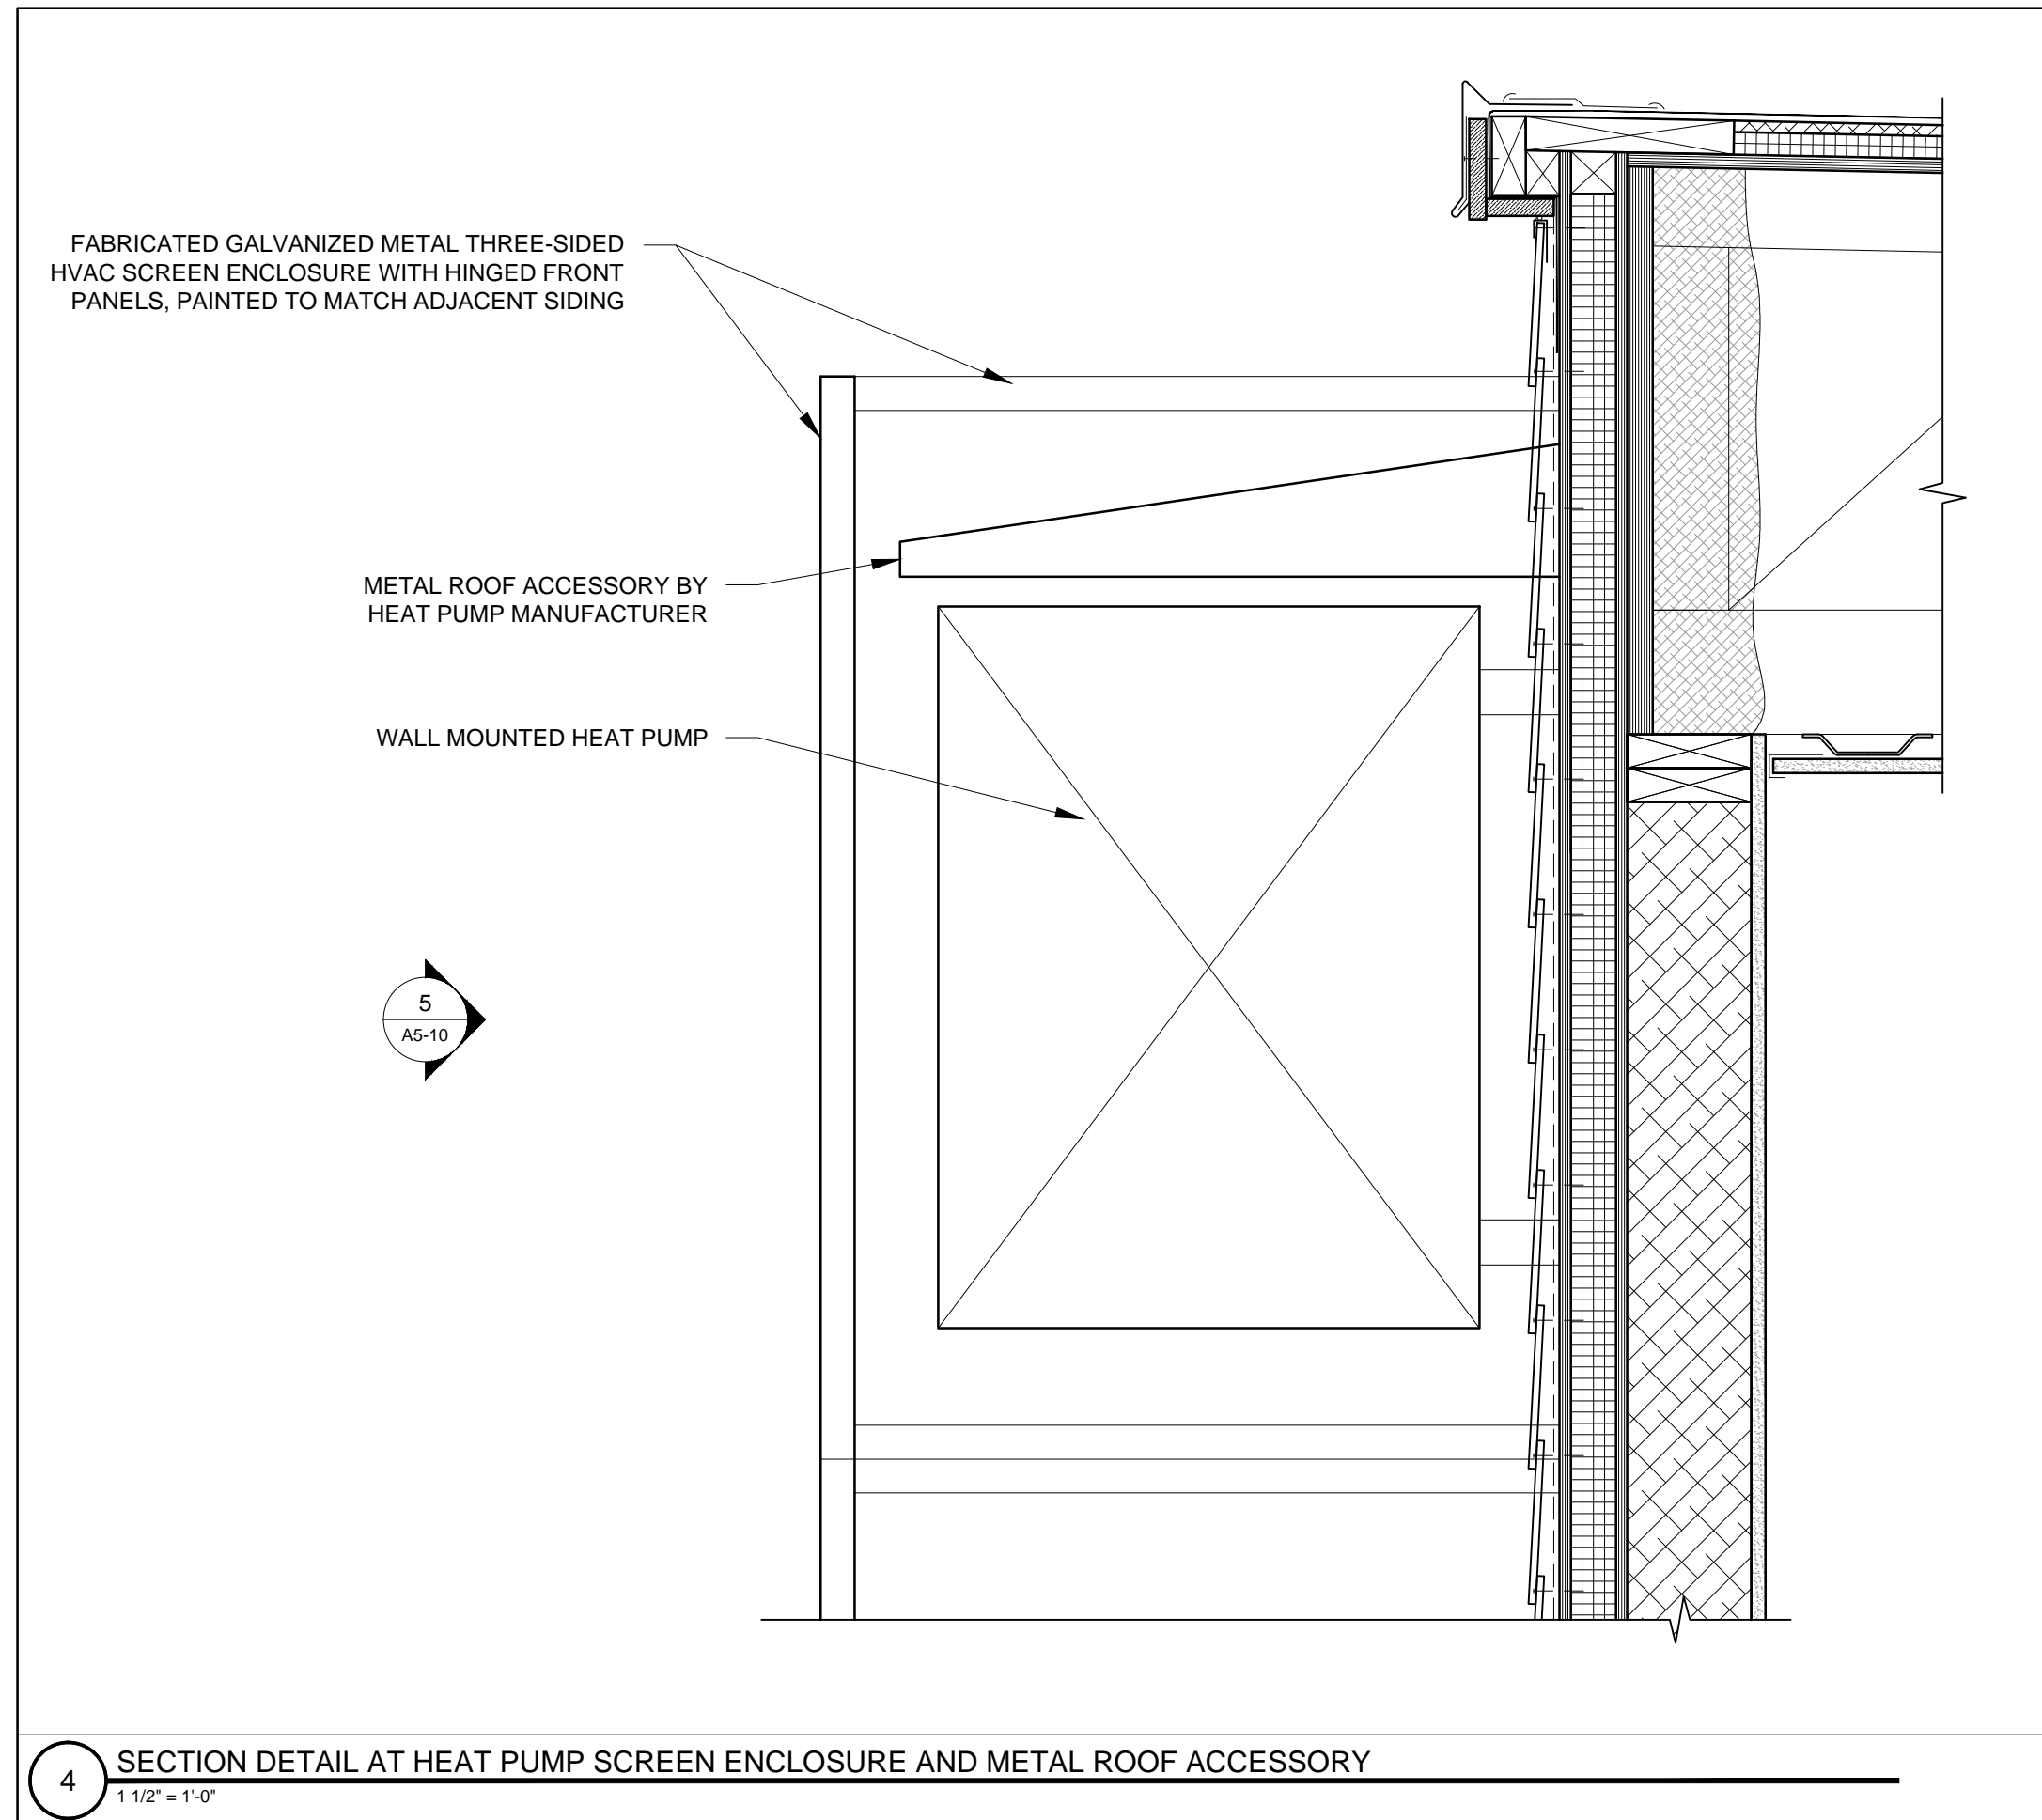 FABRICATED GALVANIZED METAL THREE-SIDED
HVAC SCREEN ENCLOSURE WITH HINGED FRONT
PANELS, PAINTED TO MATCH ADJACENT SIDING
METAL ROOF ACCESSORY BY
HEAT PUMP MANUFACTURER
WALL MOUNTED HEAT PUMP
5
A5-10
4
SECTION DETAIL AT HEAT PUMP SCREEN ENCLOSURE AND METAL ROOF ACCESSORY
1 1/2" = 1'-0"